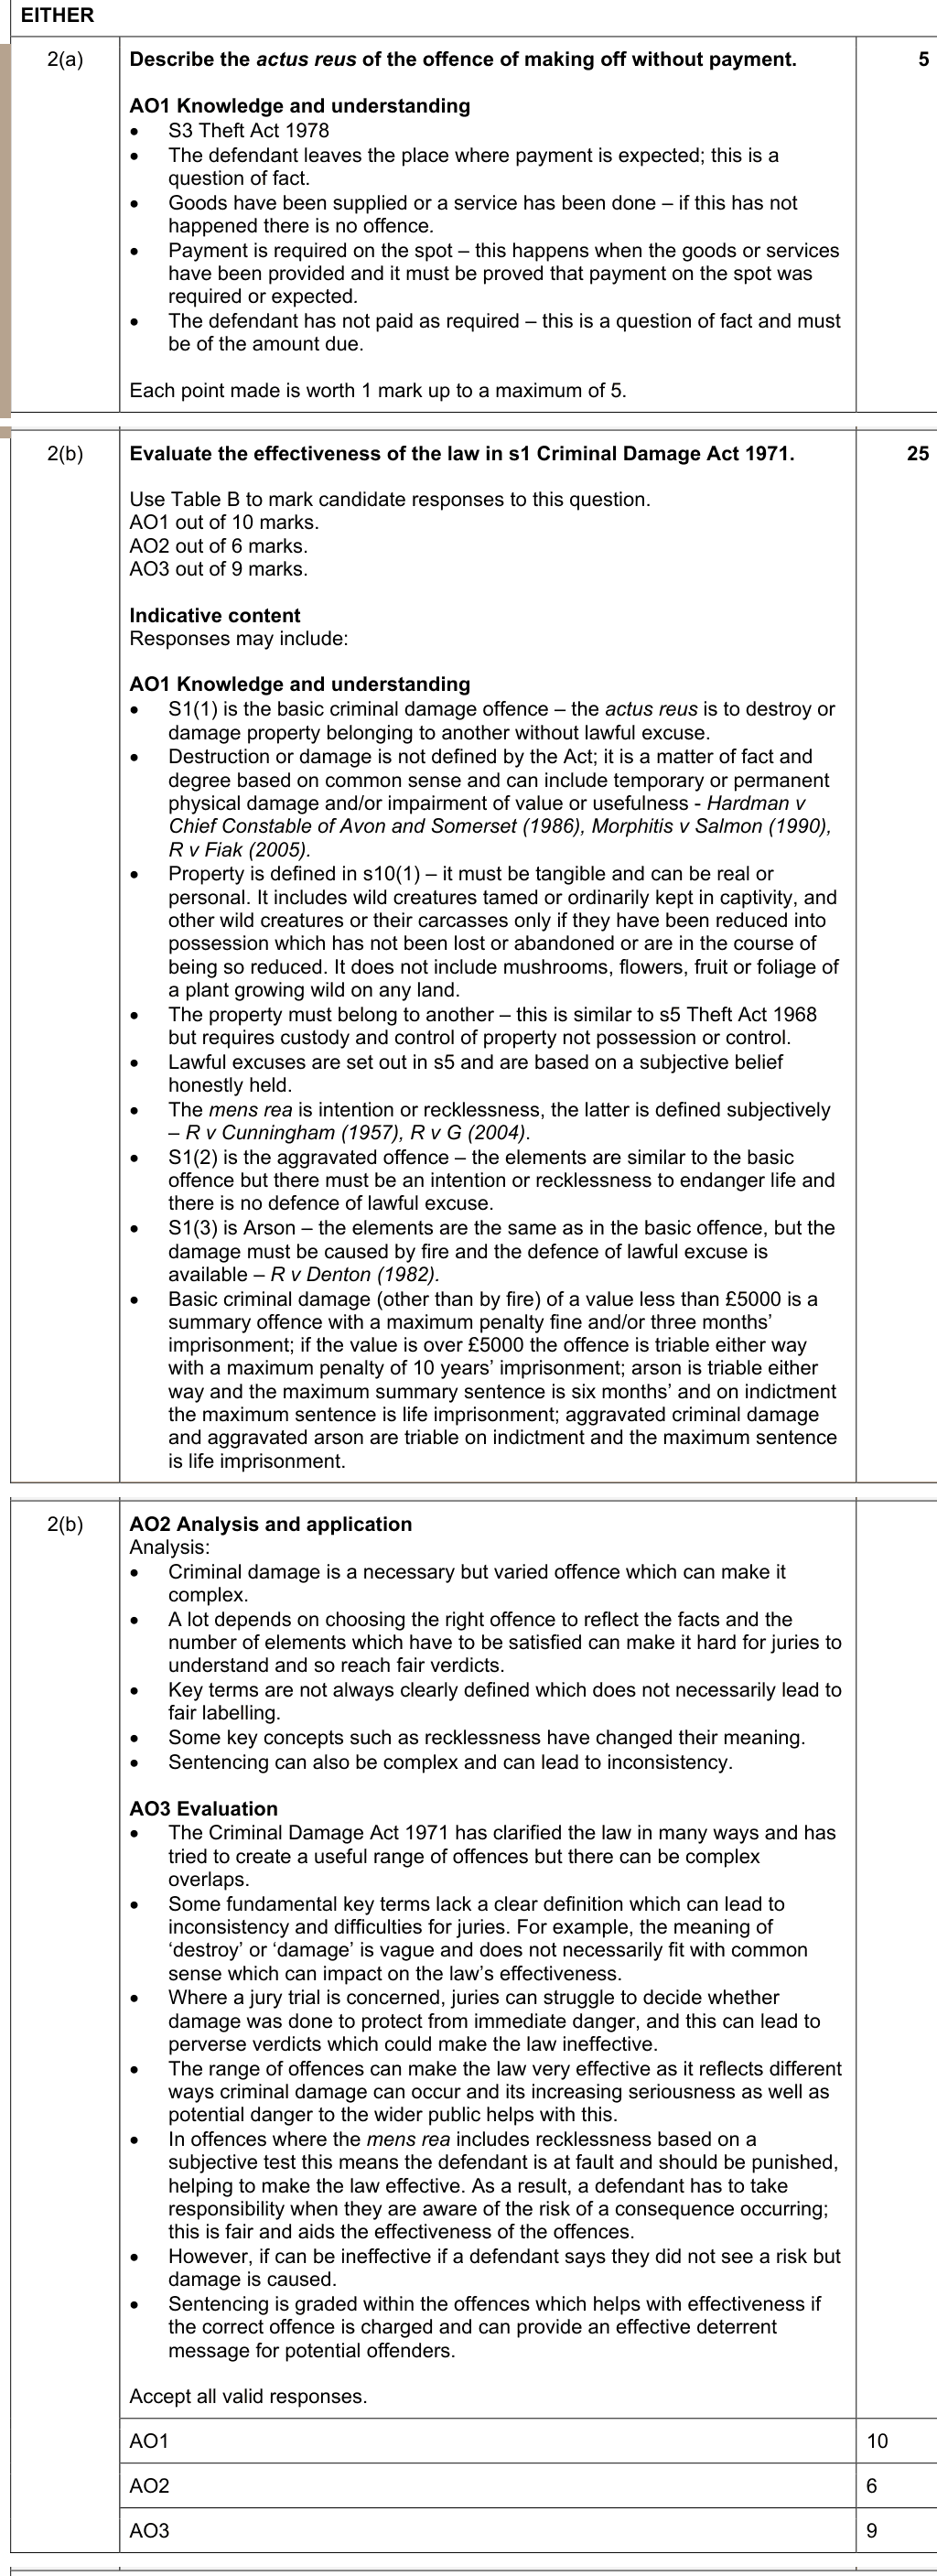 EITHER
2(a) Describe the actus reus of the offence of making off without payment. 5
AO1 Knowledge and understanding
• S3 Theft Act 1978
• The defendant leaves the place where payment is expected; this is a
question of fact.
• Goods have been supplied or a service has been done – if this has not
happened there is no offence.
• Payment is required on the spot – this happens when the goods or services
have been provided and it must be proved that payment on the spot was
required or expected.
• The defendant has not paid as required – this is a question of fact and must
be of the amount due.
Each point made is worth 1 mark up to a maximum of 5.
2(b) Evaluate the effectiveness of the law in s1 Criminal Damage Act 1971. 25
Use Table B to mark candidate responses to this question.
AO1 out of 10 marks.
AO2 out of 6 marks.
AO3 out of 9 marks.
Indicative content
Responses may include:
AO1 Knowledge and understanding
• S1(1) is the basic criminal damage offence – the actus reus is to destroy or
damage property belonging to another without lawful excuse.
• Destruction or damage is not defined by the Act; it is a matter of fact and
degree based on common sense and can include temporary or permanent
physical damage and/or impairment of value or usefulness - Hardman v
Chief Constable of Avon and Somerset (1986), Morphitis v Salmon (1990),
R v Fiak (2005).
• Property is defined in s10(1) – it must be tangible and can be real or
personal. It includes wild creatures tamed or ordinarily kept in captivity, and
other wild creatures or their carcasses only if they have been reduced into
possession which has not been lost or abandoned or are in the course of
being so reduced. It does not include mushrooms, flowers, fruit or foliage of
a plant growing wild on any land.
• The property must belong to another – this is similar to s5 Theft Act 1968
but requires custody and control of property not possession or control.
• Lawful excuses are set out in s5 and are based on a subjective belief
honestly held.
• The mens rea is intention or recklessness, the latter is defined subjectively
– R v Cunningham (1957), R v G (2004).
• S1(2) is the aggravated offence – the elements are similar to the basic
offence but there must be an intention or recklessness to endanger life and
there is no defence of lawful excuse.
• S1(3) is Arson – the elements are the same as in the basic offence, but the
damage must be caused by fire and the defence of lawful excuse is
available – R v Denton (1982).
• Basic criminal damage (other than by fire) of a value less than £5000 is a
summary offence with a maximum penalty fine and/or three months’
imprisonment; if the value is over £5000 the offence is triable either way
with a maximum penalty of 10 years’ imprisonment; arson is triable either
way and the maximum summary sentence is six months’ and on indictment
the maximum sentence is life imprisonment; aggravated criminal damage
and aggravated arson are triable on indictment and the maximum sentence
is life imprisonment.
2(b) AO2 Analysis and application
Analysis:
• Criminal damage is a necessary but varied offence which can make it
complex.
• A lot depends on choosing the right offence to reflect the facts and the
number of elements which have to be satisfied can make it hard for juries to
understand and so reach fair verdicts.
• Key terms are not always clearly defined which does not necessarily lead to
fair labelling.
• Some key concepts such as recklessness have changed their meaning.
• Sentencing can also be complex and can lead to inconsistency.
AO3 Evaluation
• The Criminal Damage Act 1971 has clarified the law in many ways and has
tried to create a useful range of offences but there can be complex
overlaps.
• Some fundamental key terms lack a clear definition which can lead to
inconsistency and difficulties for juries. For example, the meaning of
‘destroy’ or ‘damage’ is vague and does not necessarily fit with common
sense which can impact on the law’s effectiveness.
• Where a jury trial is concerned, juries can struggle to decide whether
damage was done to protect from immediate danger, and this can lead to
perverse verdicts which could make the law ineffective.
• The range of offences can make the law very effective as it reflects different
ways criminal damage can occur and its increasing seriousness as well as
potential danger to the wider public helps with this.
• In offences where the mens rea includes recklessness based on a
subjective test this means the defendant is at fault and should be punished,
helping to make the law effective. As a result, a defendant has to take
responsibility when they are aware of the risk of a consequence occurring;
this is fair and aids the effectiveness of the offences.
• However, if can be ineffective if a defendant says they did not see a risk but
damage is caused.
• Sentencing is graded within the offences which helps with effectiveness if
the correct offence is charged and can provide an effective deterrent
message for potential offenders.
Accept all valid responses.
AO1 10
AO2 6
AO3 9